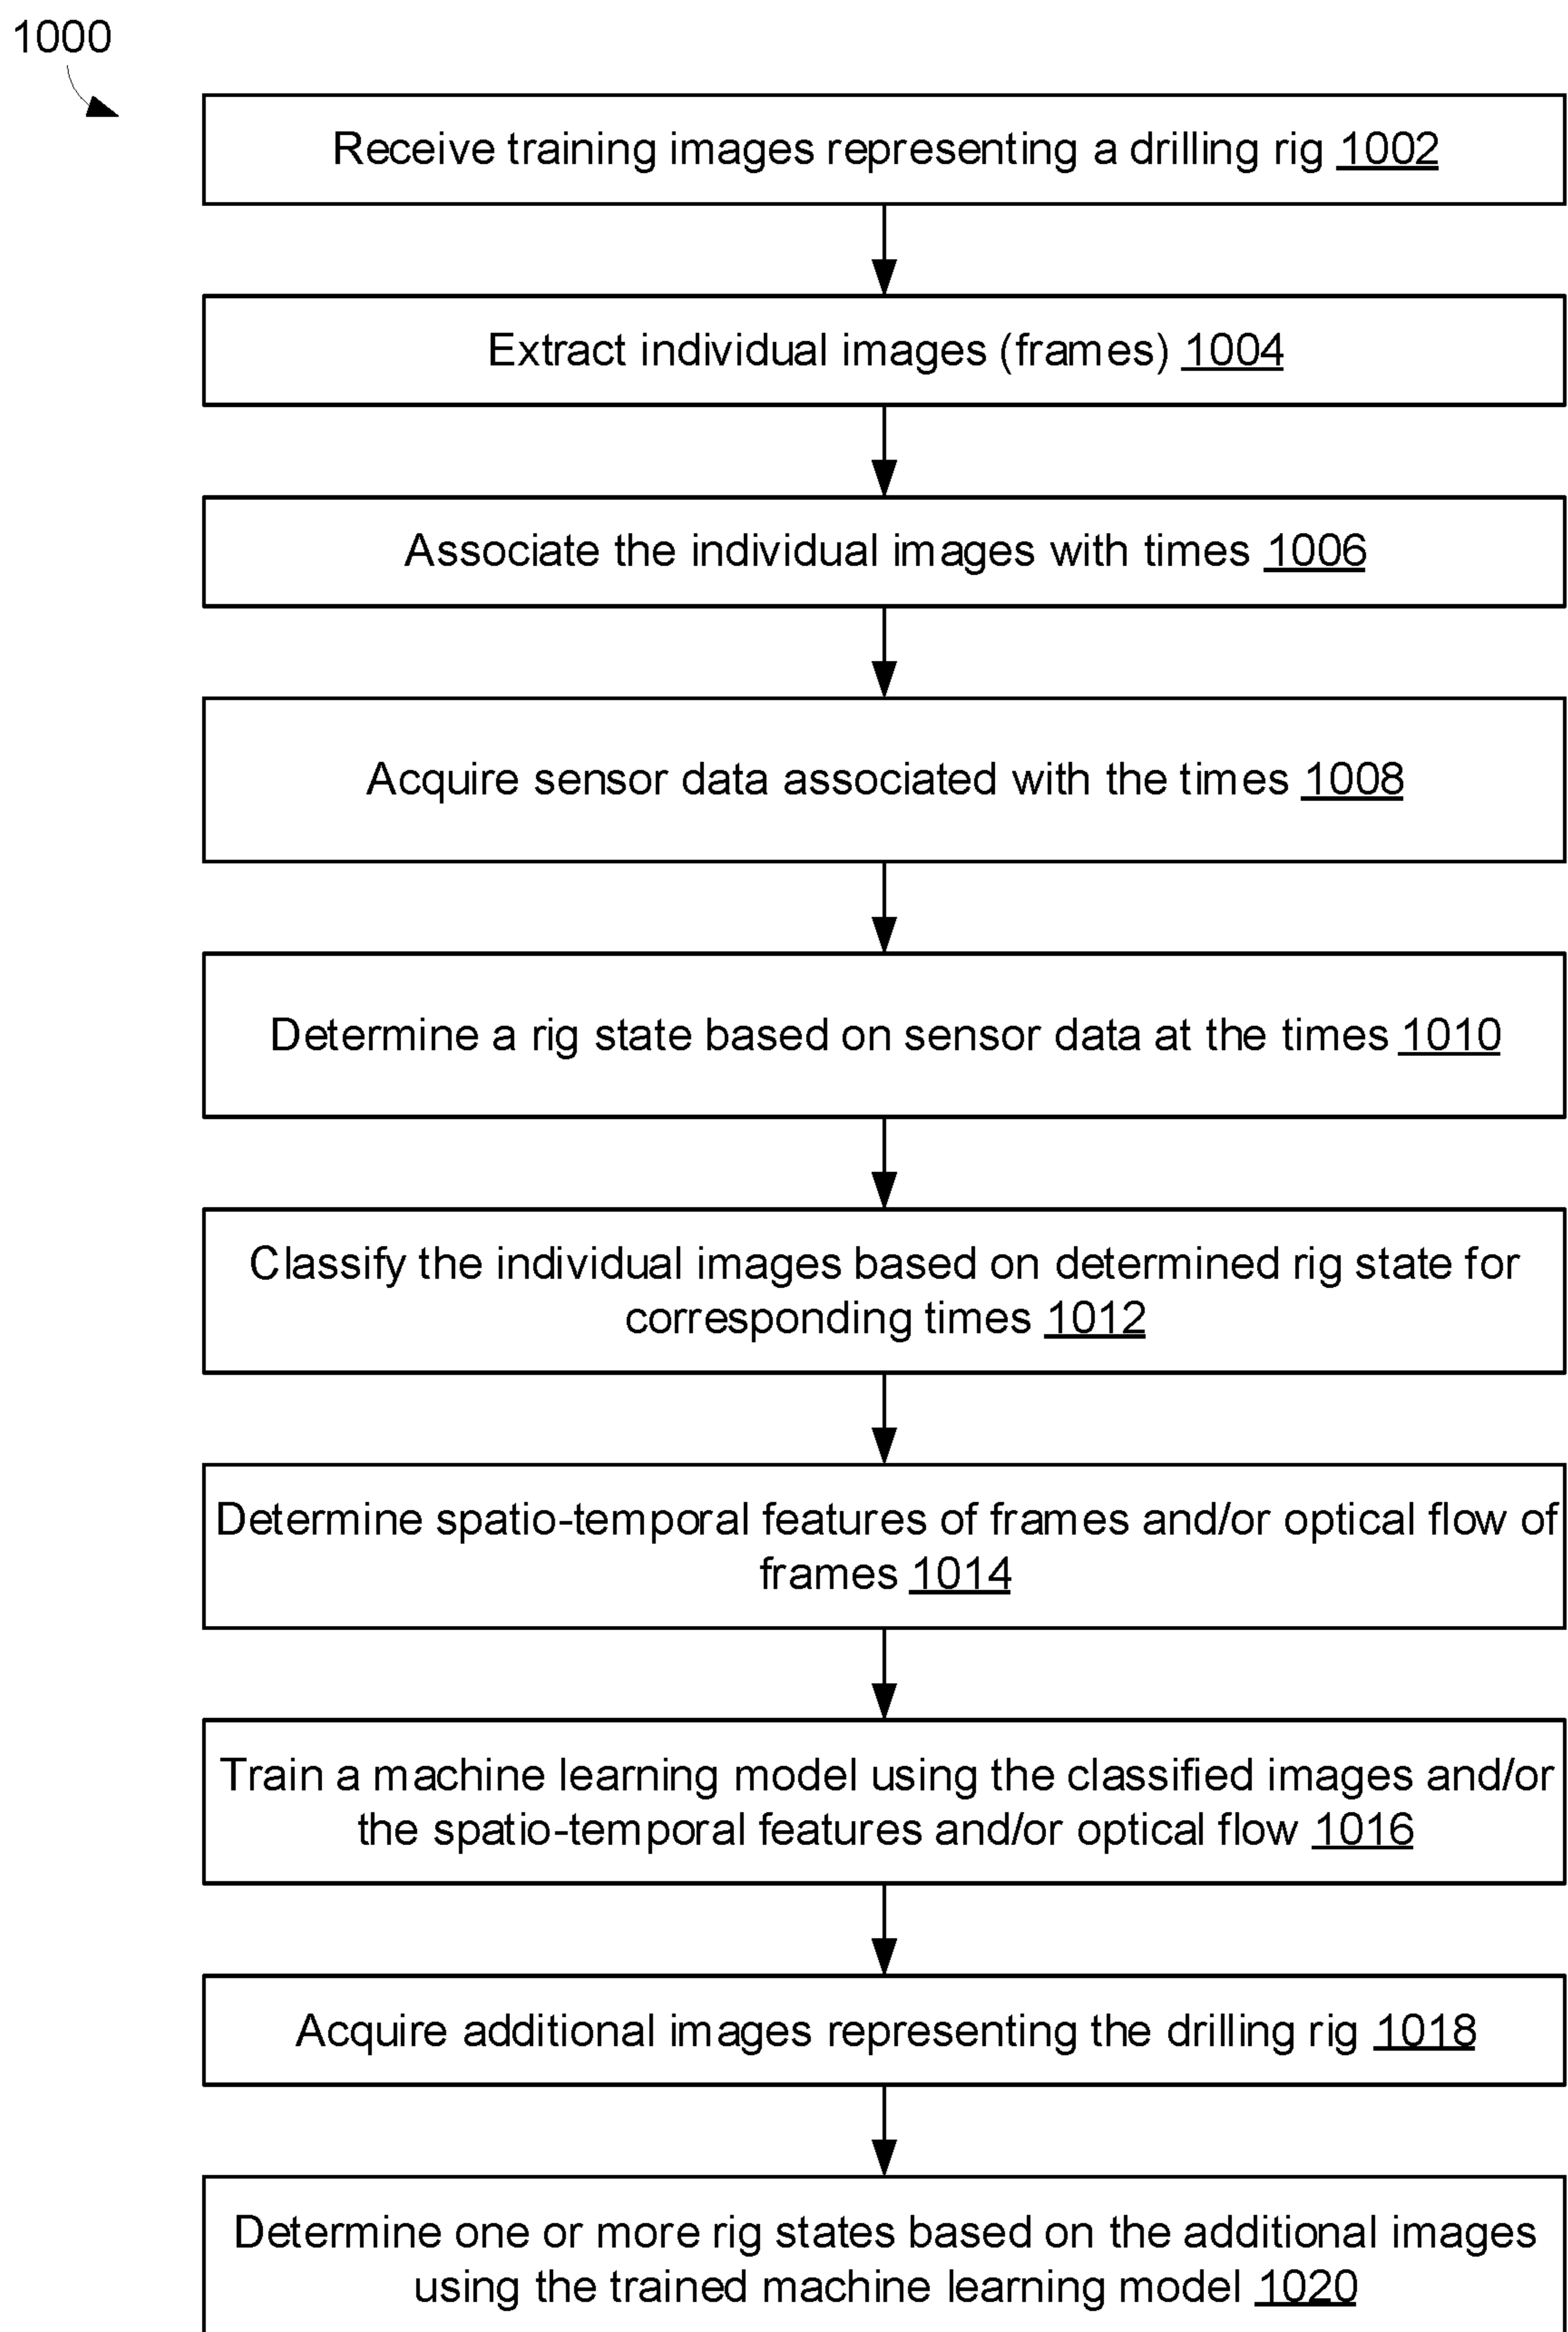 1000
Receive training images representing a drilling rig 1002
Extract individual images (frames) 1004
Associate the individual images with times 1006
Acquire sensor data associated with the times 1008
Determine a rig state based on sensor data at the times 1010
Classify the individual images based on determined rig state for
corresponding times 1012
Determine spatio-temporal features of frames and/or optical flow of
frames 1014
Train a machine learning model using the classified images and/or
the spatio-temporal features and/or optical flow 1016
Acquire additional images representing the drilling rig 1018
Determine one or more rig states based on the additional images
using the trained machine learning model 1020